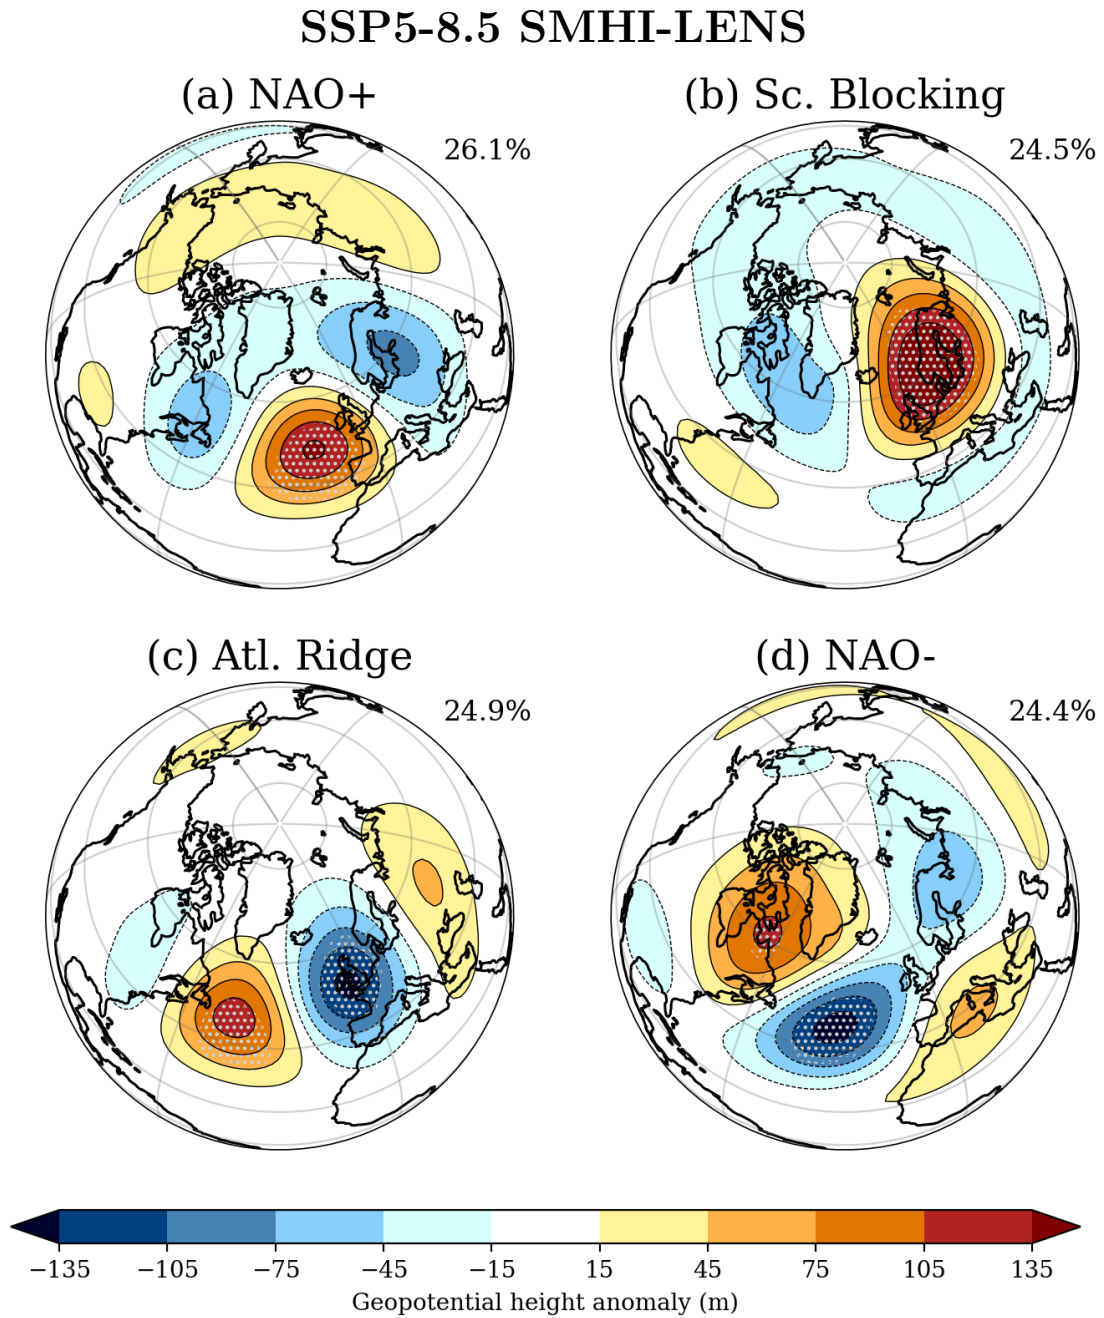 SSP5-8.5 SMHI-LENS
(a) NAO+
26.1%
(b) Sc. Blocking
24.5%
(c) Atl. Ridge
24.9%
(d) NAO-
24.4%
−135 −105 −75 −45 −15 15 45 75 105 135
Geopotential height anomaly (m)